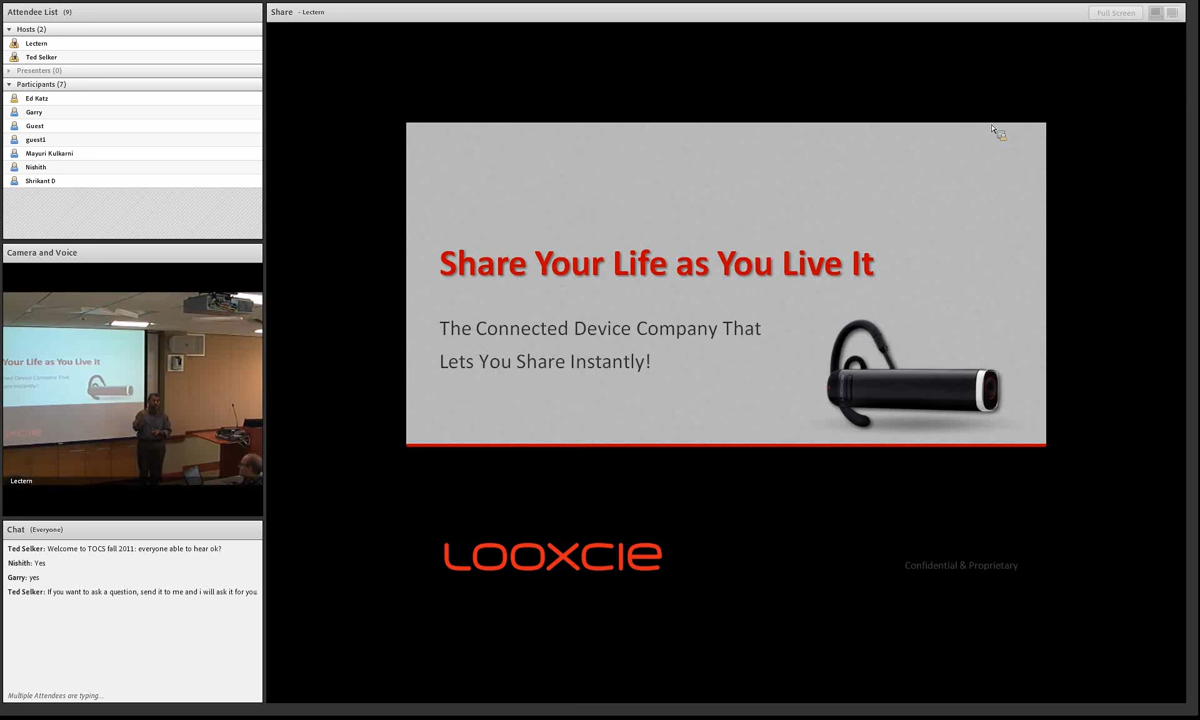 Attendee List (9)
Hosts (2)
Lectern
Ted Selker
Presenters (0)
Participants (7)
Ed Katz
Garry
Guest
guest1
Mayuri Kulkarni
Nishith
Shrikant D
Camera and Voice
Your Life as You Live It
Lectern
Chat (Everyone)
Ted Selker: Welcome to TOCS fall 2011: everyone able to hear ok?
Nishith: Yes
Garry: yes
Ted Selker: If you want to ask a question, send it to me and i will ask it for you
Multiple Attendees are typing...
Share - Lectern
Full Screen
Share Your Life as You Live It
The Connected Device Company That
Lets You Share Instantly!
LOOXCIE
Confidential & Proprietary